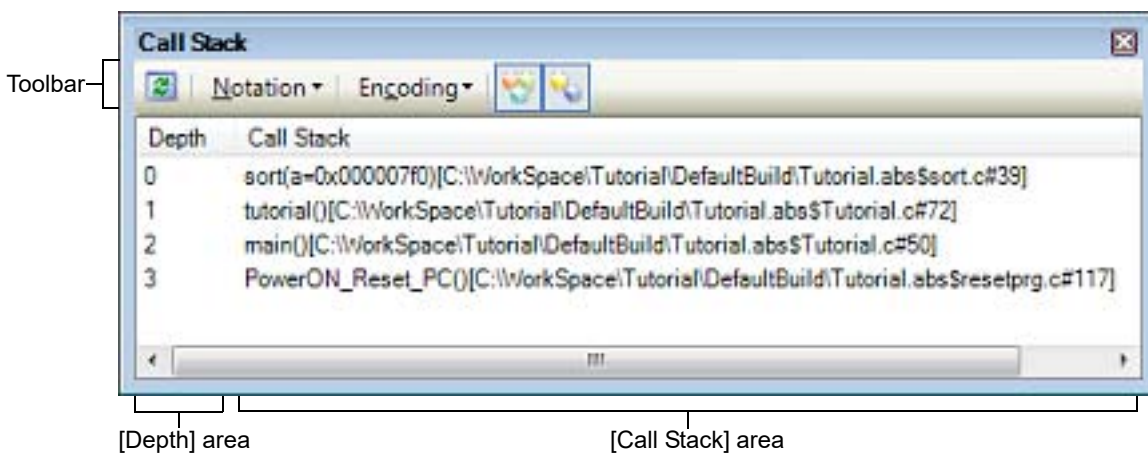 Call Stack
Toolbar
Notation
Encoding
Depth Call Stack
0 sort(a=0x000007f0)[C:\WorkSpace\Tutorial\DefaultBuild\Tutorial.abs$sort.c#39]
1 tutorial()[C:\WorkSpace\Tutorial\DefaultBuild\Tutorial.abs$Tutorial.c#72]
2 main()[C:\WorkSpace\Tutorial\DefaultBuild\Tutorial.abs$Tutorial.c#50]
3 PowerON_Reset_PC()[C:\WorkSpace\Tutorial\DefaultBuild\Tutorial.abs$resetprg.c#117]
[Depth] area
[Call Stack] area